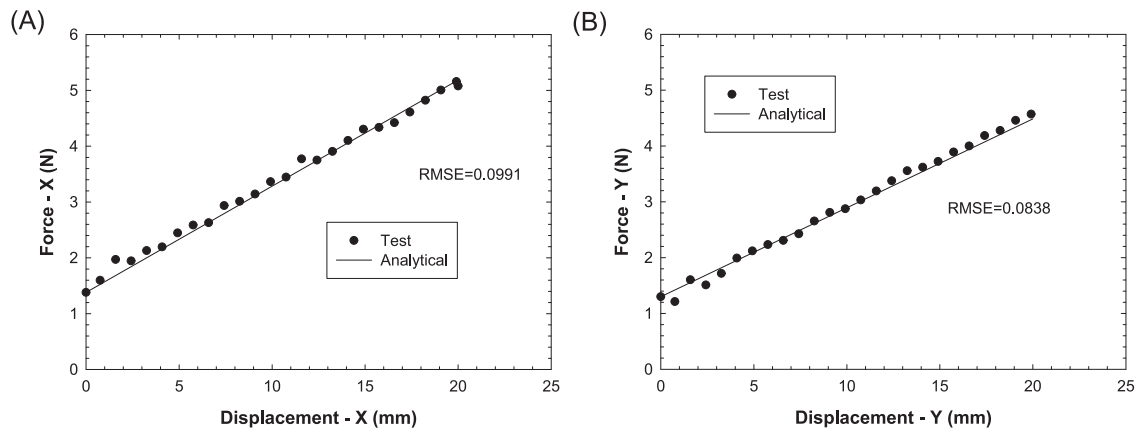 (A)
6
5
4
3
2
1
0
Force - X (N)
RMSE=0.0991
Test
Analytical
0 5 10 15 20 25
Displacement - X (mm)
(B)
6
5
4
3
2
1
0
Force - Y (N)
Test
Analytical
RMSE=0.0838
0 5 10 15 20 25
Displacement - Y (mm)